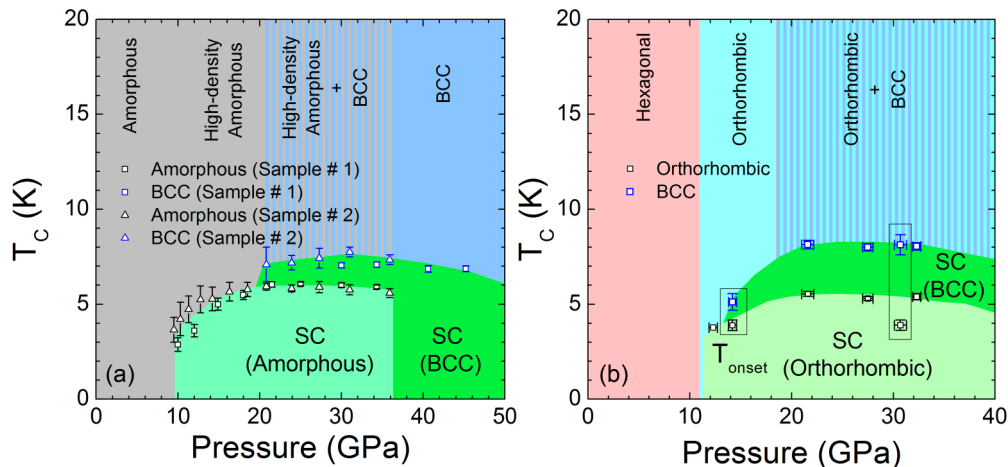 20
15
10
5
0
T_C (K)
Amorphous
High-density
Amorphous
High-density
Amorphous
+
BCC
BCC
Amorphous (Sample # 1)
BCC (Sample # 1)
Amorphous (Sample # 2)
BCC (Sample # 2)
SC
(Amorphous)
SC
(BCC)
(a)
0 10 20 30 40 50
Pressure (GPa)
20
15
10
5
0
T_C (K)
Hexagonal
Orthorhombic
Orthorhombic
+
BCC
Orthorhombic
BCC
SC
(BCC)
T_onset
SC
(Orthorhombic)
(b)
0 10 20 30 40
Pressure (GPa)